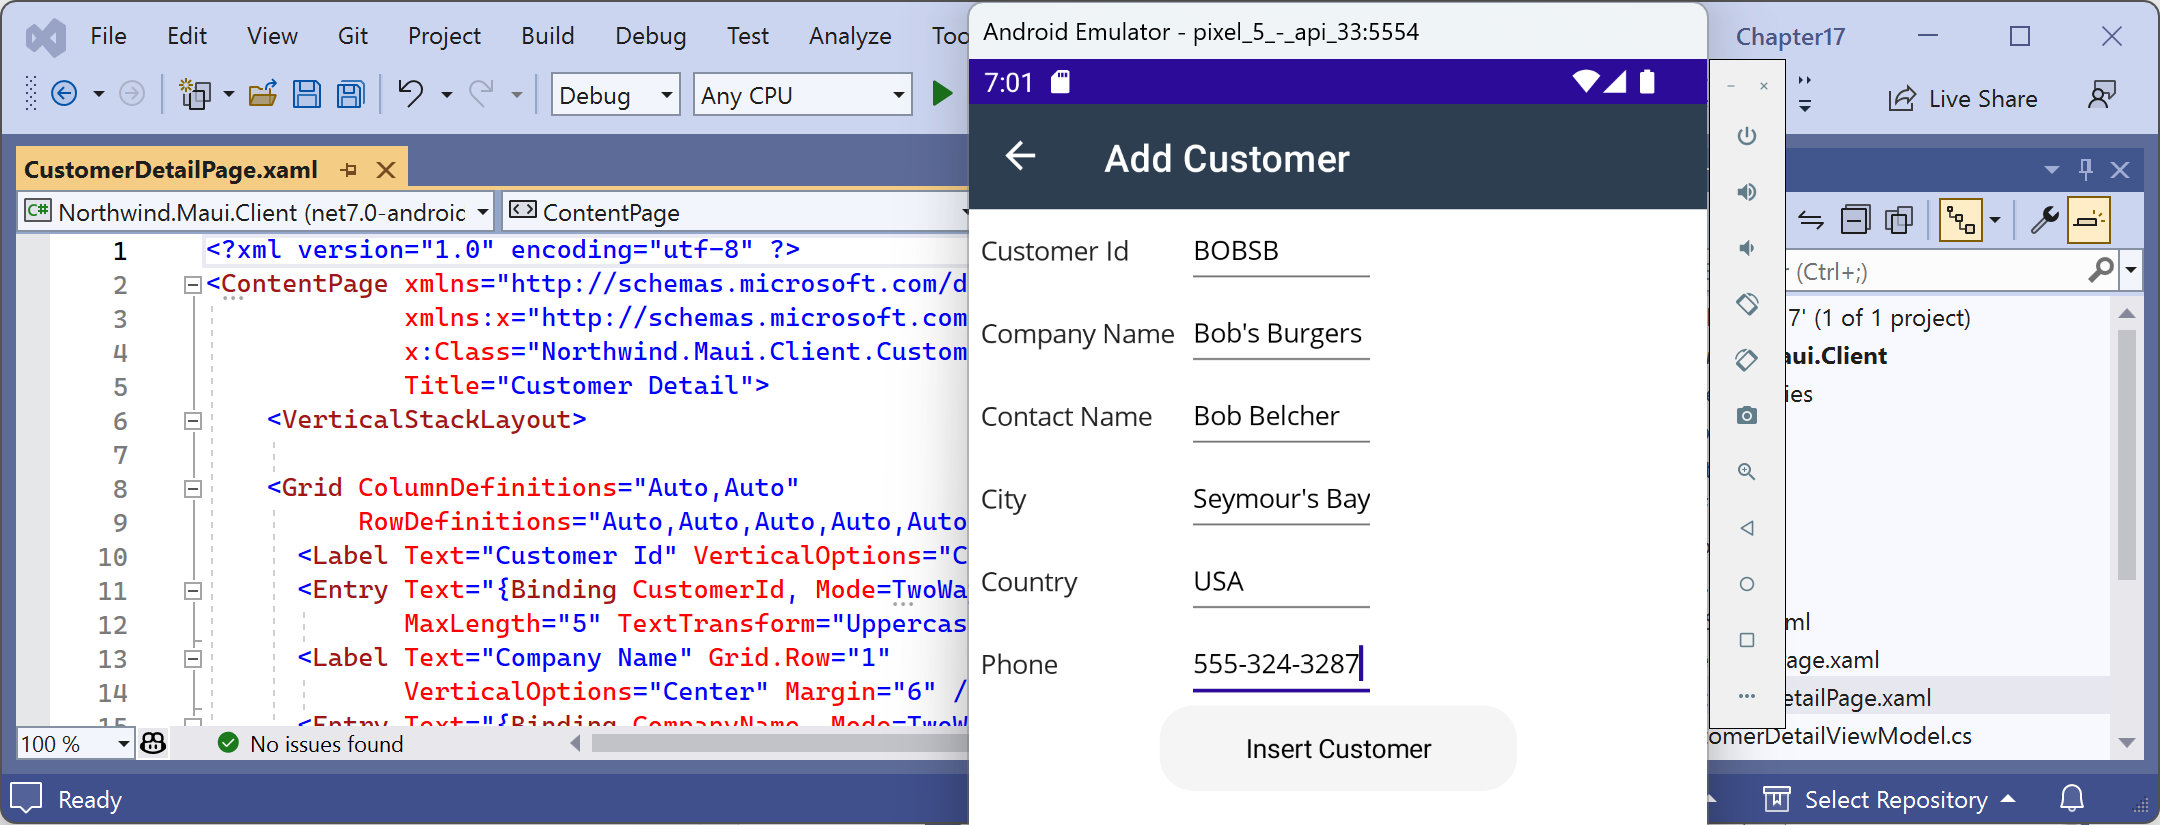 File Edit View Git Project Build Debug Test Analyze Too
Chapter17
Debug
Any CPU
Live Share
CustomerDetailPage.xaml
C# Northwind.Maui.Client (net7.0-android
ContentPage
1 <?xml version="1.0" encoding="utf-8" ?>
2 <ContentPage xmlns="http://schemas.microsoft.com/d
3 xmlns:x="http://schemas.microsoft.com
4 x:Class="Northwind.Maui.Client.Custom
5 Title="Customer Detail">
6 <VerticalStackLayout>
7
8 <Grid ColumnDefinitions="Auto,Auto"
9 RowDefinitions="Auto,Auto,Auto,Auto,Auto
10 <Label Text="Customer Id" VerticalOptions="C
11 <Entry Text="{Binding CustomerId, Mode=TwoWa
12 MaxLength="5" TextTransform="Uppercas
13 <Label Text="Company Name" Grid.Row="1"
14 VerticalOptions="Center" Margin="6" /
15 <Entry Text="{Binding CompanyName, Mode=TwoW
100 %
No issues found
Ready
Android Emulator - pixel_5_-_api_33:5554
7:01
Add Customer
Customer Id BOBSB
Company Name Bob's Burgers
Contact Name Bob Belcher
City Seymour's Bay
Country USA
Phone 555-324-3287
Insert Customer
(Ctrl+;)
7' (1 of 1 project)
aui.Client
ies
ml
age.xaml
etailPage.xaml
omerDetailViewModel.cs
Select Repository